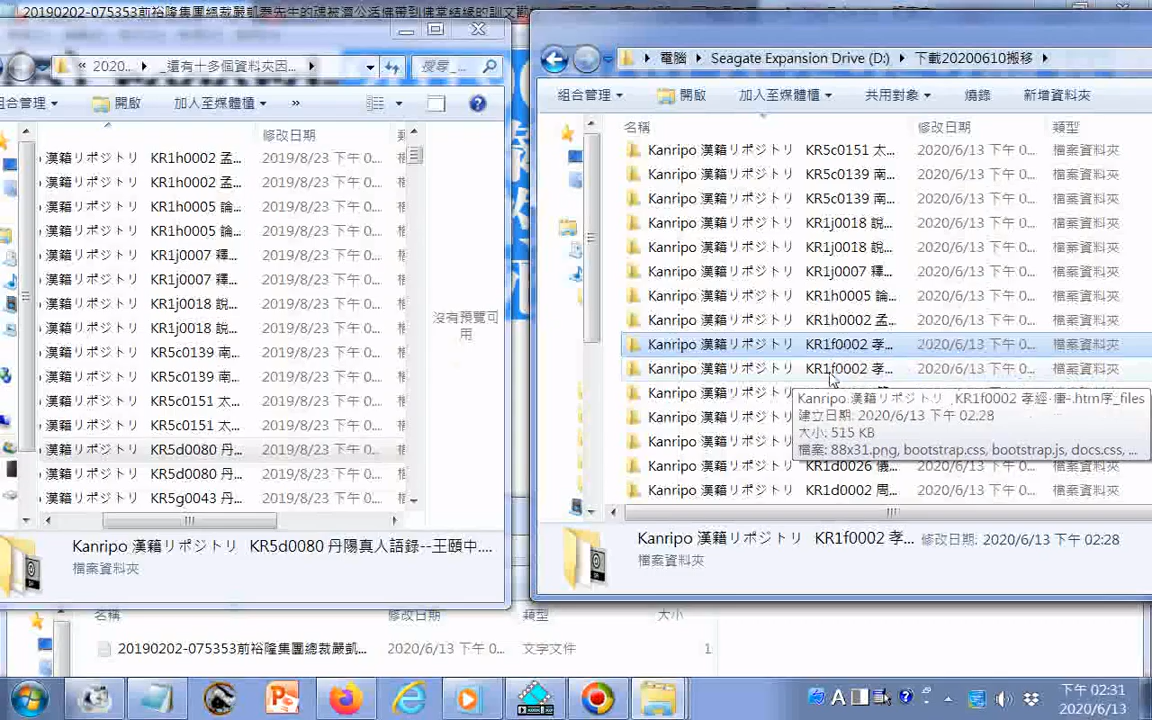 20190202-075353前裕隆集團總裁嚴凱泰先生的魂被濟公活佛帶到佛堂結緣的訓文
« 2020... ▸ _還有十多個資料夾因... ▸
搜尋_...
組合管理 開啟 加入至媒體櫃 »
修改日期
漢籍リポジトリ KR1h0002 孟... 2019/8/23 下午 0...
漢籍リポジトリ KR1h0002 孟... 2019/8/23 下午 0...
漢籍リポジトリ KR1h0005 論... 2019/8/23 下午 0...
漢籍リポジトリ KR1h0005 論... 2019/8/23 下午 0...
漢籍リポジトリ KR1j0007 釋... 2019/8/23 下午 0...
漢籍リポジトリ KR1j0007 釋... 2019/8/23 下午 0...
漢籍リポジトリ KR1j0018 說... 2019/8/23 下午 0...
漢籍リポジトリ KR1j0018 說... 2019/8/23 下午 0...
漢籍リポジトリ KR5c0139 南... 2019/8/23 下午 0...
漢籍リポジトリ KR5c0139 南... 2019/8/23 下午 0...
漢籍リポジトリ KR5c0151 太... 2019/8/23 下午 0...
漢籍リポジトリ KR5c0151 太... 2019/8/23 下午 0...
漢籍リポジトリ KR5d0080 丹... 2019/8/23 下午 0...
漢籍リポジトリ KR5d0080 丹... 2019/8/23 下午 0...
漢籍リポジトリ KR5g0043 丹... 2019/8/23 下午 0...
沒有預覽可
用
Kanripo 漢籍リポジトリ KR5d0080 丹陽真人語錄--王頤中....
檔案資料夾
電腦 ▸ Seagate Expansion Drive (D:) ▸ 下載20200610搬移 ▸
組合管理 開啟 加入至媒體櫃 共用對象 燒錄 新增資料夾
名稱 修改日期 類型
Kanripo 漢籍リポジトリ KR5c0151 太... 2020/6/13 下午 0... 檔案資料夾
Kanripo 漢籍リポジトリ KR5c0139 南... 2020/6/13 下午 0... 檔案資料夾
Kanripo 漢籍リポジトリ KR5c0139 南... 2020/6/13 下午 0... 檔案資料夾
Kanripo 漢籍リポジトリ KR1j0018 說... 2020/6/13 下午 0... 檔案資料夾
Kanripo 漢籍リポジトリ KR1j0018 說... 2020/6/13 下午 0... 檔案資料夾
Kanripo 漢籍リポジトリ KR1j0007 釋... 2020/6/13 下午 0... 檔案資料夾
Kanripo 漢籍リポジトリ KR1h0005 論... 2020/6/13 下午 0... 檔案資料夾
Kanripo 漢籍リポジトリ KR1h0002 孟... 2020/6/13 下午 0... 檔案資料夾
Kanripo 漢籍リポジトリ KR1f0002 孝... 2020/6/13 下午 0... 檔案資料夾
Kanripo 漢籍リポジトリ KR1f0002 孝... 2020/6/13 下午 0... 檔案資料夾
Kanripo 漢籍リポジトリ
Kanripo 漢籍リポジトリ
Kanripo 漢籍リポジトリ
Kanripo 漢籍リポジトリ KR1d0026 儀... 2020/6/13 下午 0... 檔案資料夾
Kanripo 漢籍リポジトリ KR1d0002 周... 2020/6/13 下午 0... 檔案資料夾
Kanripo 漢籍リポジトリ _KR1f0002 孝經-唐-.htm序_files
建立日期: 2020/6/13 下午 02:28
大小: 515 KB
檔案: 88x31.png, bootstrap.css, bootstrap.js, docs.css, ...
Kanripo 漢籍リポジトリ KR1f0002 孝... 修改日期: 2020/6/13 下午 02:28
檔案資料夾
名稱 修改日期 類型 大小
20190202-075353前裕隆集團總裁嚴凱... 2020/6/13 下午 0... 文字文件 1
下午 02:31
2020/6/13